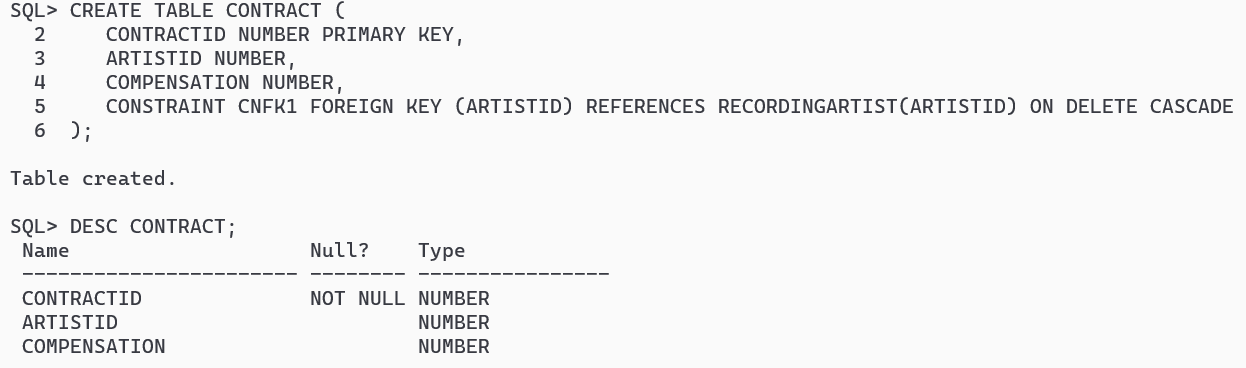 SQL> CREATE TABLE CONTRACT (
  2     CONTRACTID NUMBER PRIMARY KEY,
  3     ARTISTID NUMBER,
  4     COMPENSATION NUMBER,
  5     CONSTRAINT CNFK1 FOREIGN KEY (ARTISTID) REFERENCES RECORDINGARTIST(ARTISTID) ON DELETE CASCADE
  6  );
Table created.
SQL> DESC CONTRACT;
 Name                    Null?    Type
 ----------------------- -------- ----------------
 CONTRACTID              NOT NULL NUMBER
 ARTISTID                         NUMBER
 COMPENSATION                     NUMBER